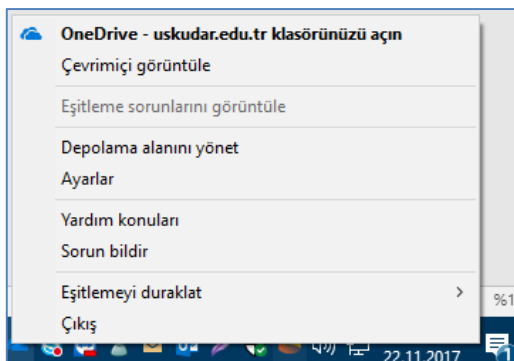 OneDrive - uskudar.edu.tr klasörünüzü açın
Çevrimiçi görüntüle
Eşitleme sorunlarını görüntüle
Depolama alanını yönet
Ayarlar
Yardım konuları
Sorun bildir
Eşitlemeyi duraklat
%1
Çıkış
22.11.2017